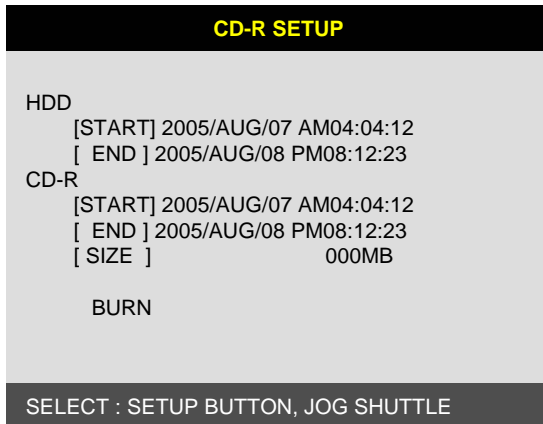 CD-R SETUP
HDD
[START] 2005/AUG/07 AM04:04:12
[ END ] 2005/AUG/08 PM08:12:23
CD-R
[START] 2005/AUG/07 AM04:04:12
[ END ] 2005/AUG/08 PM08:12:23
[ SIZE ] 000MB
BURN
SELECT : SETUP BUTTON, JOG SHUTTLE